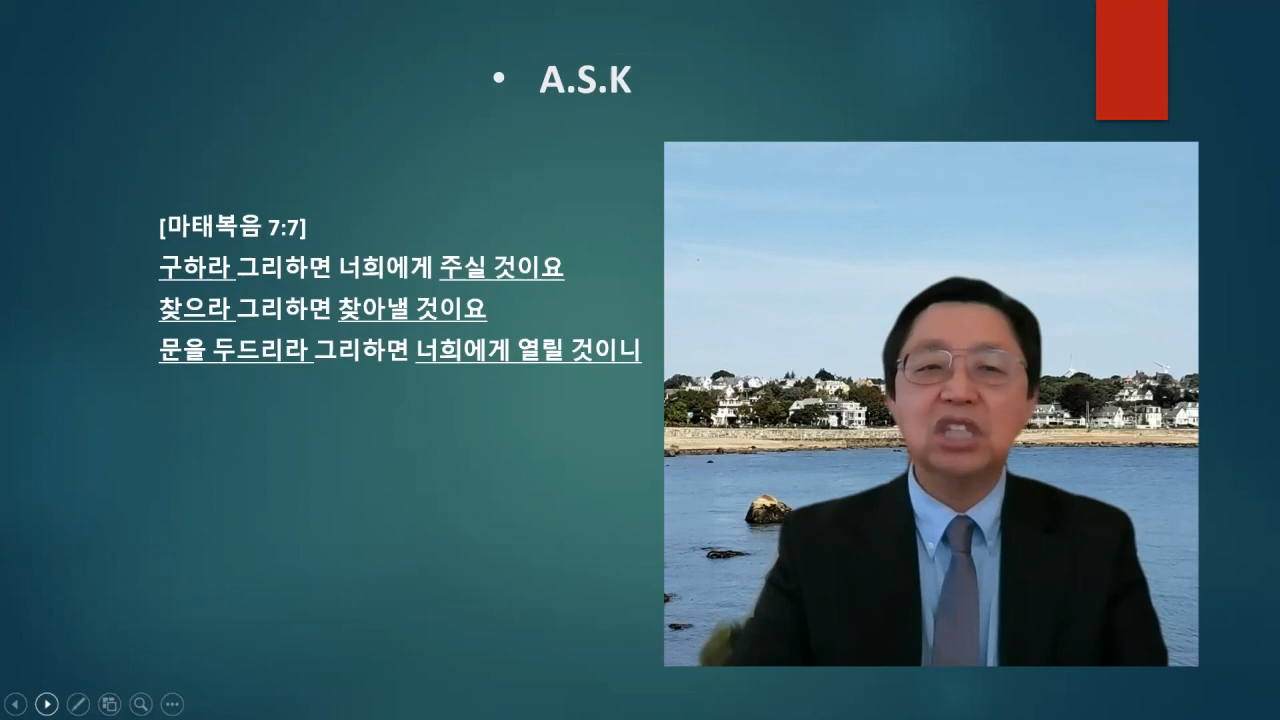 • A.S.K
[마태복음 7:7]
구하라 그리하면 너희에게 주실 것이요
찾으라 그리하면 찾아낼 것이요
문을 두드리라 그리하면 너희에게 열릴 것이니